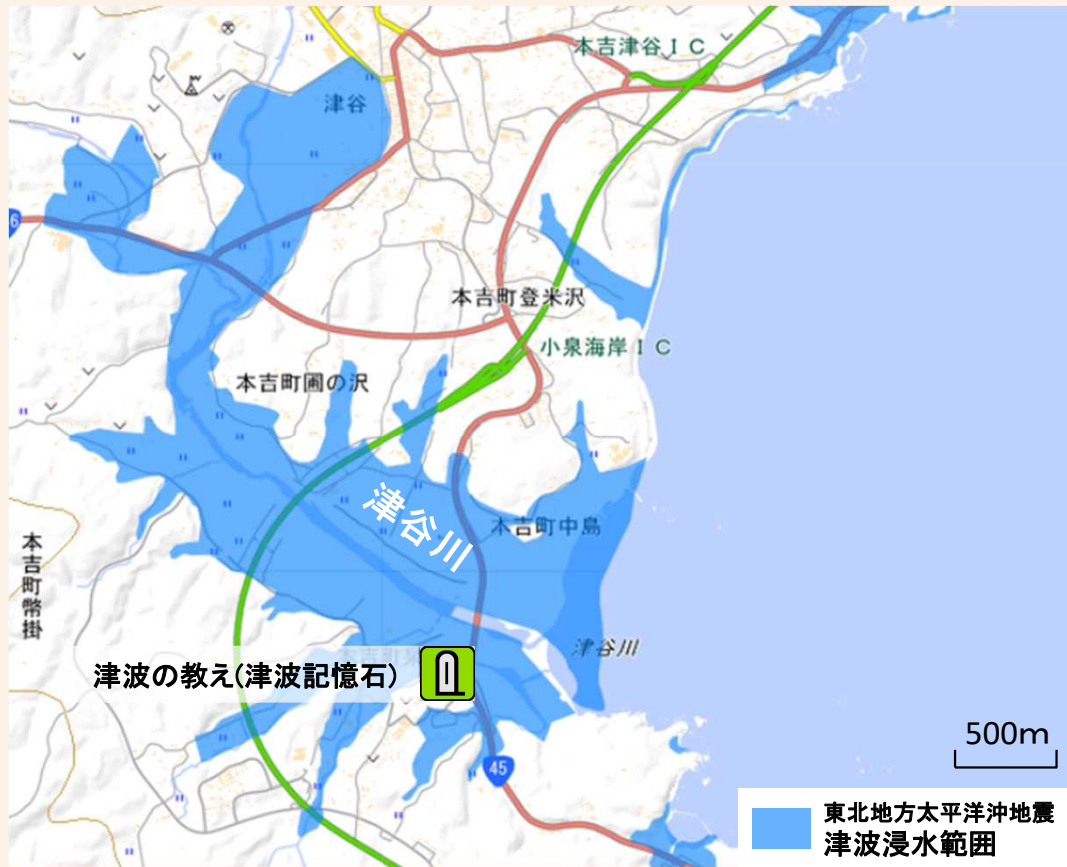 本吉津谷IC
津谷
6
本吉町登米沢
小泉海岸IC
本吉町圃の沢
津谷川
本吉町中島
本吉町幣掛
津谷川
津波の教え(津波記憶石)
500m
45
東北地方太平洋沖地震
津波浸水範囲